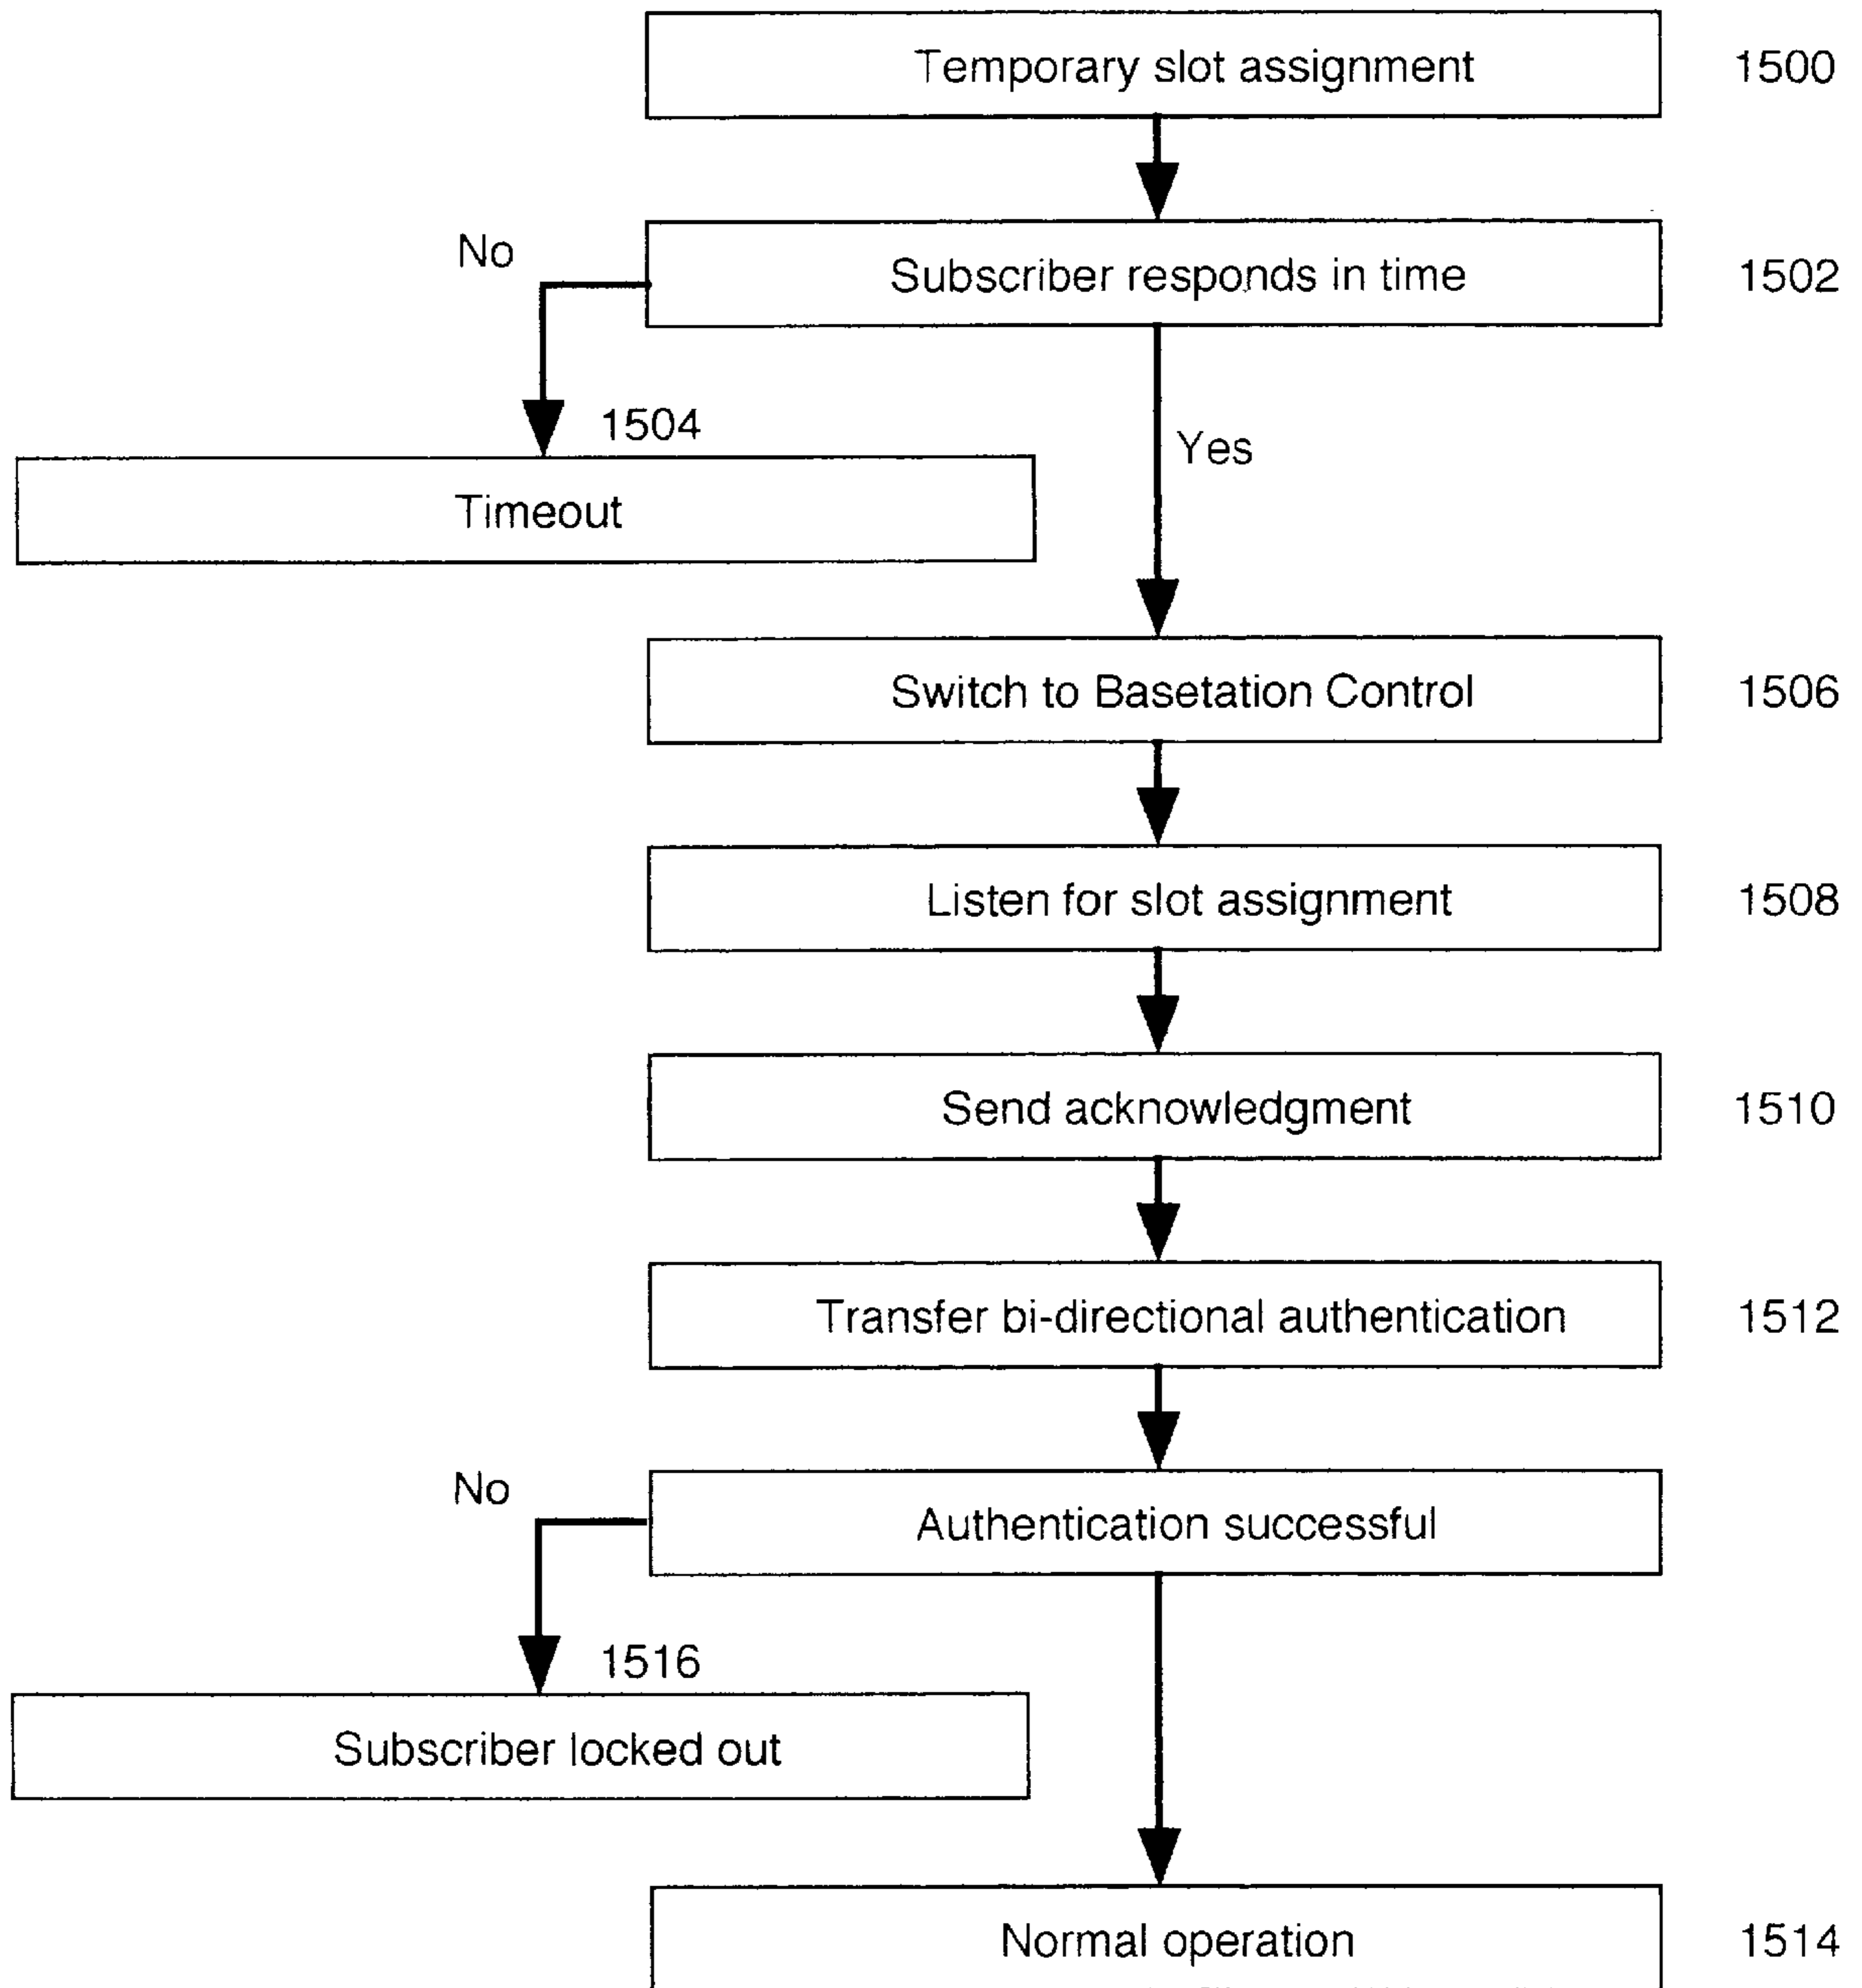 Temporary slot assignment 1500
No
Subscriber responds in time 1502
1504
Yes
Timeout
Switch to Basetation Control 1506
Listen for slot assignment 1508
Send acknowledgment 1510
Transfer bi-directional authentication 1512
No
Authentication successful
1516
Subscriber locked out
Normal operation 1514